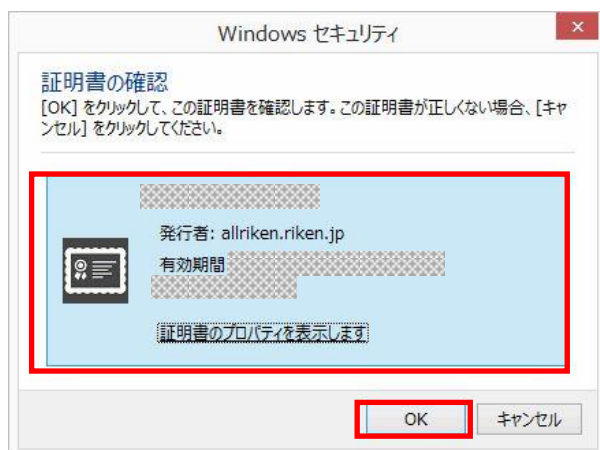 Windows セキュリティ
証明書の確認
[OK] をクリックして、この証明書を確認します。この証明書が正しくない場合、[キャ
ンセル] をクリックしてください。
発行者: allriken.riken.jp
有効期間
証明書のプロパティを表示します
OK
キャンセル